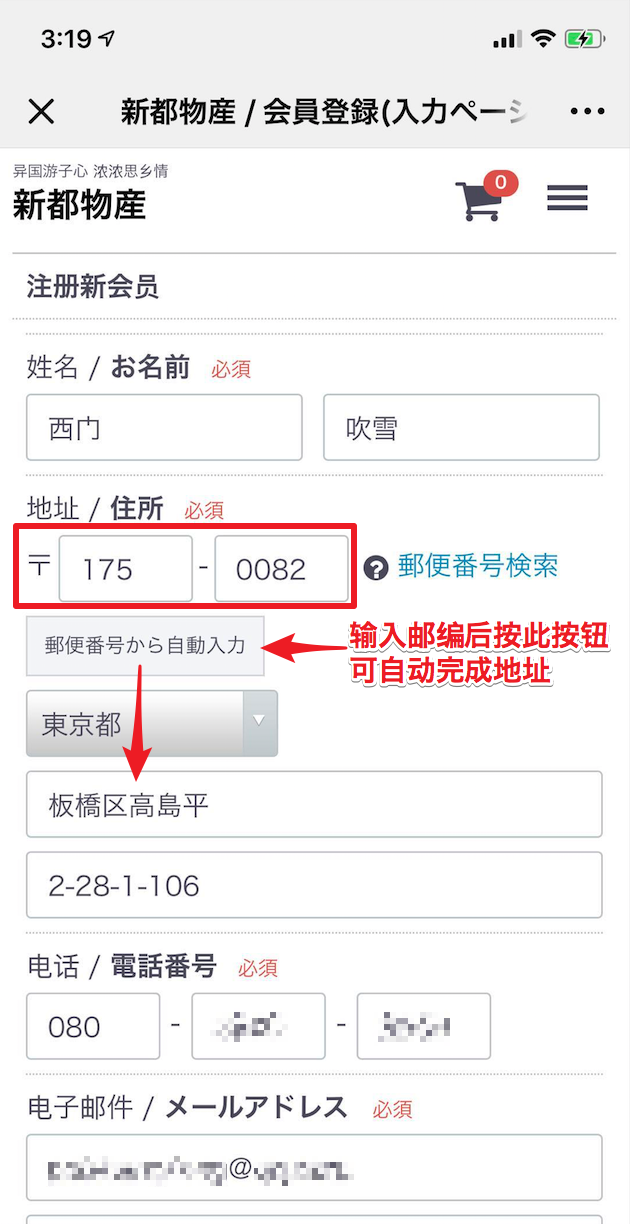 3:19
新都物産 / 会員登録(入力ページ
异国游子心 浓浓思乡情
新都物産
0
注册新会员
姓名 / お名前 必須
西门 吹雪
地址 / 住所 必須
〒 175 - 0082 ? 郵便番号検索
郵便番号から自動入力
输入邮编后按此按钮
可自动完成地址
東京都
板橋区高島平
2-28-1-106
电话 / 電話番号 必須
080 - -
电子邮件 / メールアドレス 必須